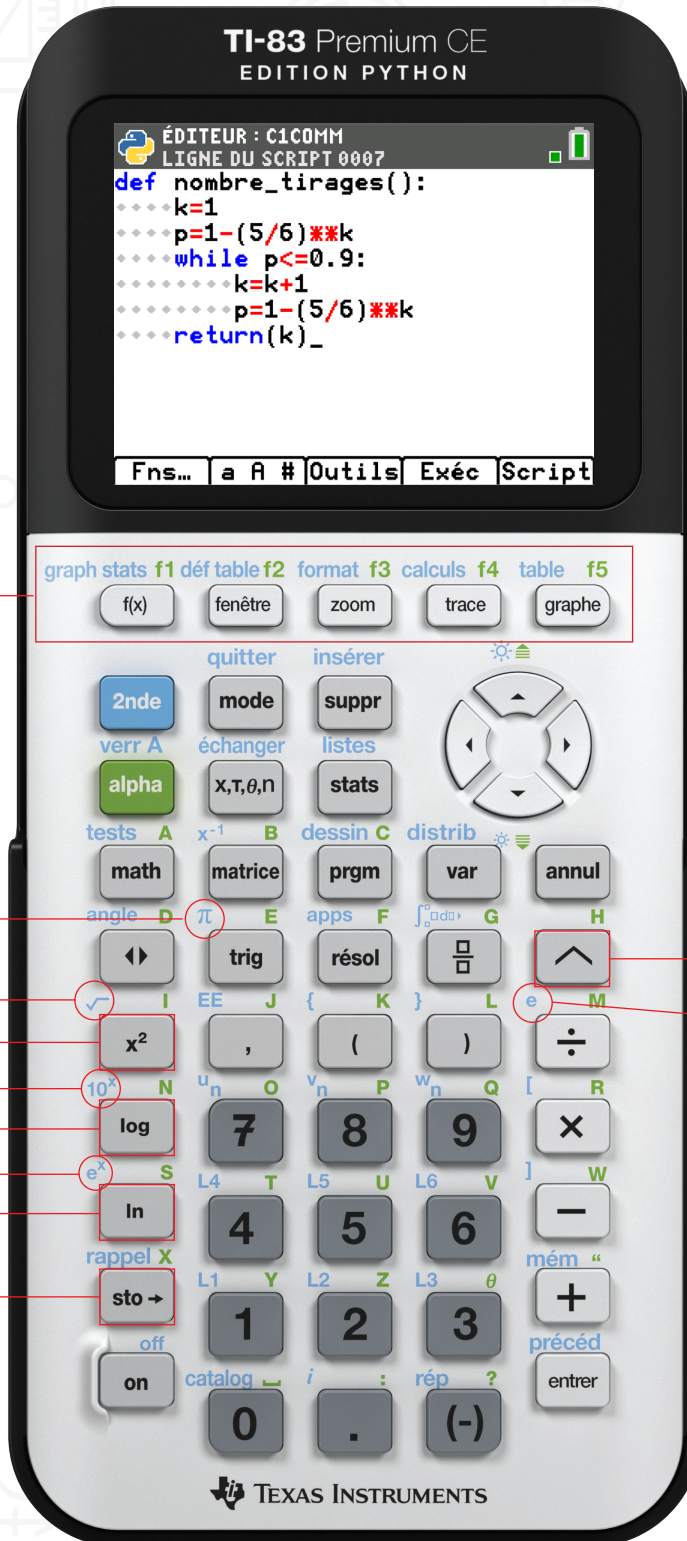 TI-83 Premium CE
EDITION PYTHON
ÉDITEUR : C1COMM
LIGNE DU SCRIPT 0007
def nombre_tirages():
k=1
p=1-(5/6)**k
while p<=0.9:
k=k+1
p=1-(5/6)**k
return(k)_
Fns… a A # Outils Exéc Script
graph stats f1 déf table f2 format f3 calculs f4 table f5
f(x) fenêtre zoom trace graphe
quitter insérer
2nde mode suppr
verr A échanger listes
alpha X,T,θ,n stats
tests A x⁻¹ B dessin C distrib
math matrice prgm var annul
angle D π E apps F G H
trig résol
√ I EE J { K } L e M
x² , ( ) ÷
10ˣ N uₙ O vₙ P wₙ Q [ R
log 7 8 9 ×
eˣ S L4 T L5 U L6 V ] W
ln 4 5 6 −
rappel X L1 Y L2 Z L3 θ mém “
sto → 1 2 3 +
off catalog i : rép ? précéd
on 0 . (-) entrer
TEXAS INSTRUMENTS